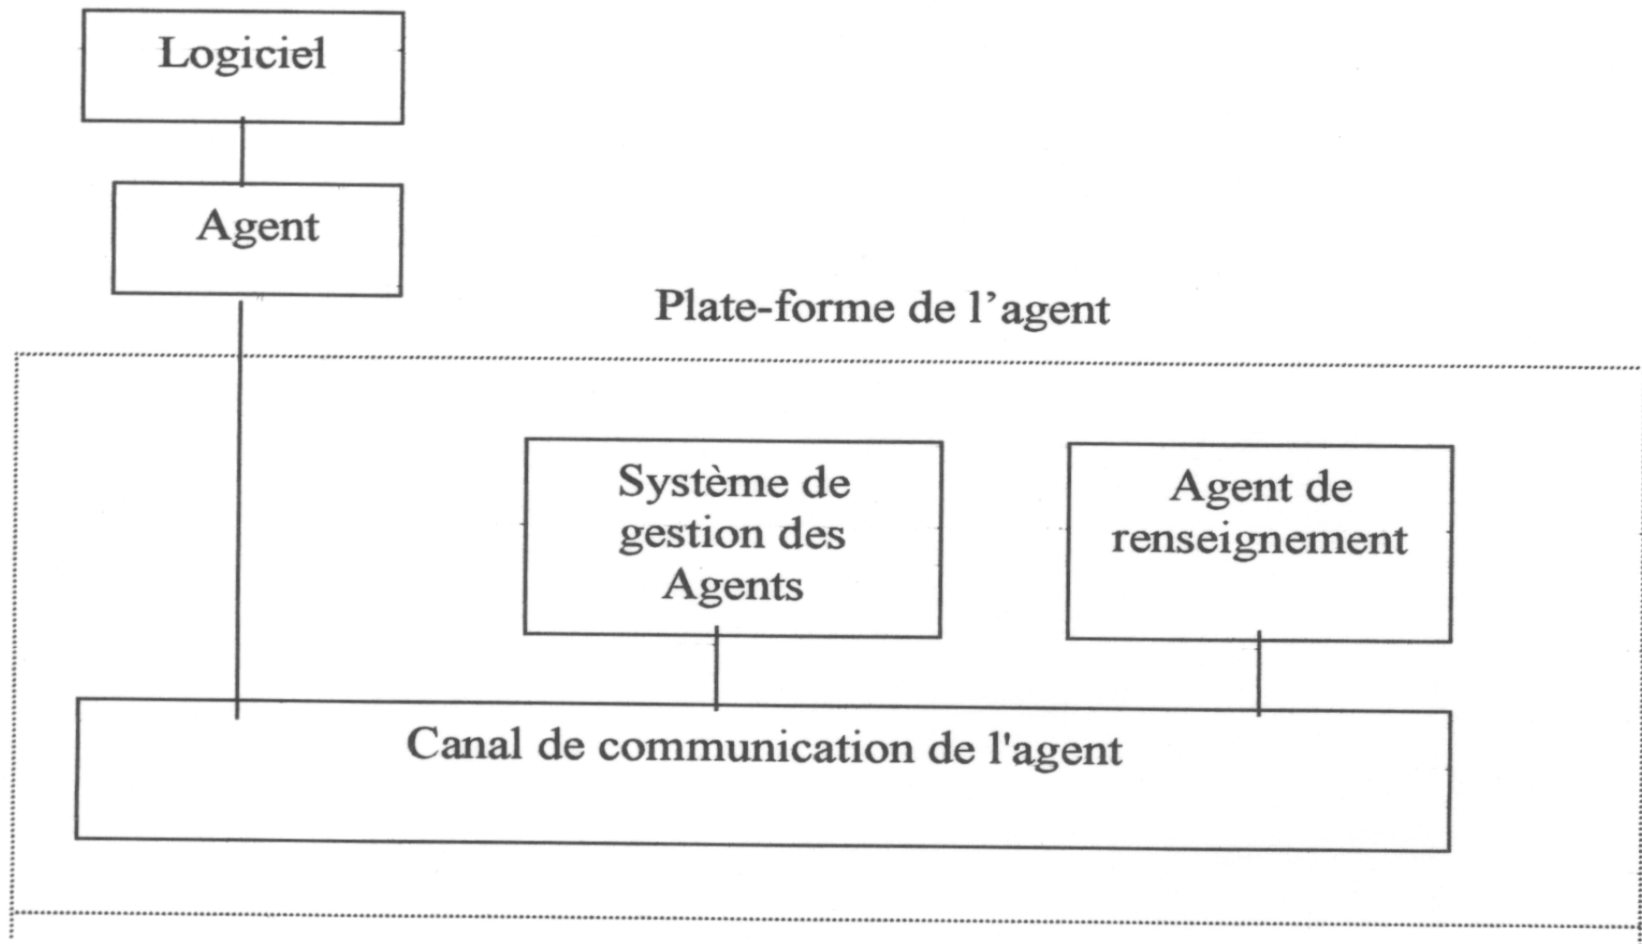 Logiciel
Agent
Plate-forme de l’agent
Système de
gestion des
Agents
Agent de
renseignement
Canal de communication de l'agent